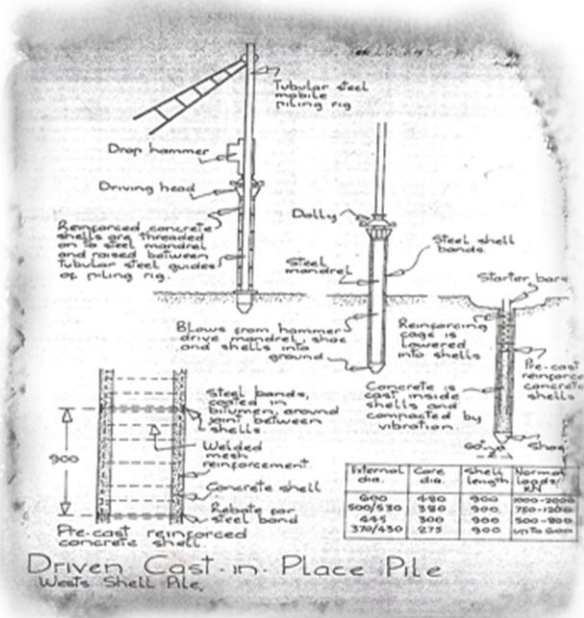 Tubular steel
mobile
piling rig
Drop hammer
Driving head
Reinforced concrete
shells are threaded
on to steel mandrel
and raised between
tubular steel guides
of piling rig.
Dolly
Steel shell
bands.
Steel
mandrel
Starter bars
Blows from hammer
drive mandrel, shoe
and shells into
ground
Reinforcing
cage is
lowered
into shells
Pre-cast
reinforced
concrete
shells
Concrete is
cast inside
shells and
compacted by
vibration.
Shoe
Steel bands,
coated in
bitumen, around
joint between
shells.
Welded
mesh
reinforcement.
Concrete shell
Rebate for
steel band
900
Pre-cast reinforced
concrete shell.
External dia. Core dia. Shell length Normal loads/
600 480 900 1000-2000
500/530 380 900 750-1200
445 300 900 500-800
370/430 275 900 up to 600
Driven Cast-in-Place Pile
Wests Shell Pile,